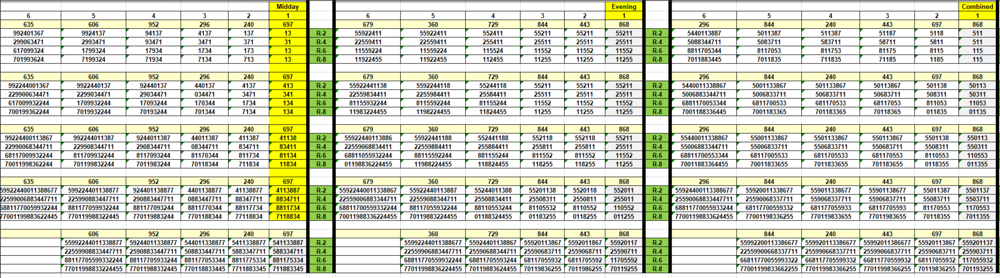 Midday Evening Combined
6 5 4 3 2 1 6 5 4 3 2 1 6 5 4 3 2 1
635 606 952 296 240 697 679 360 729 844 443 868 296 844 240 443 697 868
992401367 9924137 94137 4137 137 13 R-2 55922411 55922411 552411 55211 55211 55211 R-2 5440113887 5011387 511387 51187 5118 511
299063471 2993471 93471 3471 371 31 R-4 22559411 22559411 255411 25511 25511 25511 R-4 5088344711 5083711 583711 58711 5811 511
617099324 1799324 17934 1734 173 13 R-6 11559224 11559224 115524 11552 11552 11552 R-6 8811705344 8117053 811753 81175 8115 115
701993624 7199324 71934 7134 713 13 R-8 11922455 11922455 112455 11255 11255 11255 R-8 7011883445 7011835 711835 71185 1185 115
635 606 952 296 240 697 679 360 729 844 443 868 296 844 240 443 697 868
992244001367 9922440137 92440137 440137 4137 413 R-2 55922441138 5592244118 55244118 55211 55211 55211 R-2 5440011338867 5001133867 501133867 50113867 501138 50113
229900634471 2299034471 29034471 034471 3471 341 R-4 22559834411 2255984411 25584411 25511 25511 25511 R-4 5006883344711 5006833711 506833711 50683711 508311 50311
617009932244 1709932244 17093244 170344 1734 134 R-6 81155932244 8115592244 81155244 11552 11552 11552 R-6 6881170053344 6811700533 681170533 68117053 811053 11053
700199362244 7019932244 70193244 701344 7134 134 R-8 11983224455 1198224455 11824455 11255 11255 11255 R-8 7001188336445 7001183365 701183365 70118365 011835 01135
635 606 952 296 240 697 679 360 729 844 443 868 296 844 240 443 697 868
99224400113867 992244011387 9244011387 44011387 411387 41138 R-2 55922440113886 55922441188 552441188 552118 552118 55211 R-2 55440011338867 55001133867 5501133867 550113867 5501138 550113
22990068344711 229908344711 2908344711 08344711 834711 83411 R-4 22559068834411 22559884411 255884411 255811 255811 25511 R-4 55006883344711 55006833711 5506833711 550683711 5508311 550311
68117009932244 811709932244 8117093244 81170344 811734 81134 R-6 68811055932244 88115592244 881155244 811552 811552 11552 R-6 68811700553344 68117005533 6811705533 681170553 8110553 110553
70011998362244 701199832244 7011983244 70118344 711834 11834 R-8 01198836224455 11988224455 118824455 118255 118255 11255 R-8 70011883364455 70011833655 7011833655 701183655 0118355 011355
635 606 952 296 240 697 679 360 729 844 443 868 296 844 240 443 697 868
59922440011388677 599224401138877 924401138877 4401138877 41138877 4113887 R-2 5592244001133886​7 55922440113887 55244011388 55201138 5520118 552011 R-2 5592440011338867​7 55920011338677 559011338677 55901138677 55011387 5501137
22599006883447711 225990883447711 290883447711 0883447711 88347711 8834711 R-4 22559006883344711 22559088344711 25508834411 25508311 2550811 255011 R-4 25590068833447711 25590068337711 559068337711 55906837711 55083711 5503711
68811770059932244 881177059932244 881177093244 8811770344 88117734 8811734 R-6 68811700559332244 88117055932244 88110553244 81105532 8110552 110552 R-6 68811770055933244 68117700559332 681177055933 68117705593 81170553 1170553
77001199883622445 770119988322445 770119883244 7701188344 77118834 7118834 R-8 70011988336224455 70119883224455 01188324455 01183255 0118255 011255 R-8 77001198833624455 77001198336255 770119833655 77011983655 70118355 7011355
606 952 296 240 697 360 729 844 443 868 844 240 443 697 868
55992244011338877 59244011338877 544011338877 5411338877 541133887 R-2 55992244011388677 55924401138867 55920113867 5592011867 55920117 R-2 55992200113386677 5599201133866​77 5599201138​6677 55920113867 559201137
22559908833447711 25908833447711 508833447711 5883347711 588334711 R-4 22559906883447711 25590688344711 25590683711 2559068711 25590711 R-4 22559900668337711 2255990668337711 225599066837711 25590683711 255903711
88117705599332244 88117705933244 881177053344 8811775334 881175334 R-6 68811770559932244 68811705593244 68117055932 6811705592 11705592 R-6 66811770055993322 668117705599332 668117705599​32 68117055932 117055932
77011998833224455 77011988332445 770118833445 7711883345 711883345 R-8 77011998836224455 70119883624455 70119836255 7011986255 70119255 R-8 77001199833662255 7701199833662​55 770119983​66255 70119836255 701193255